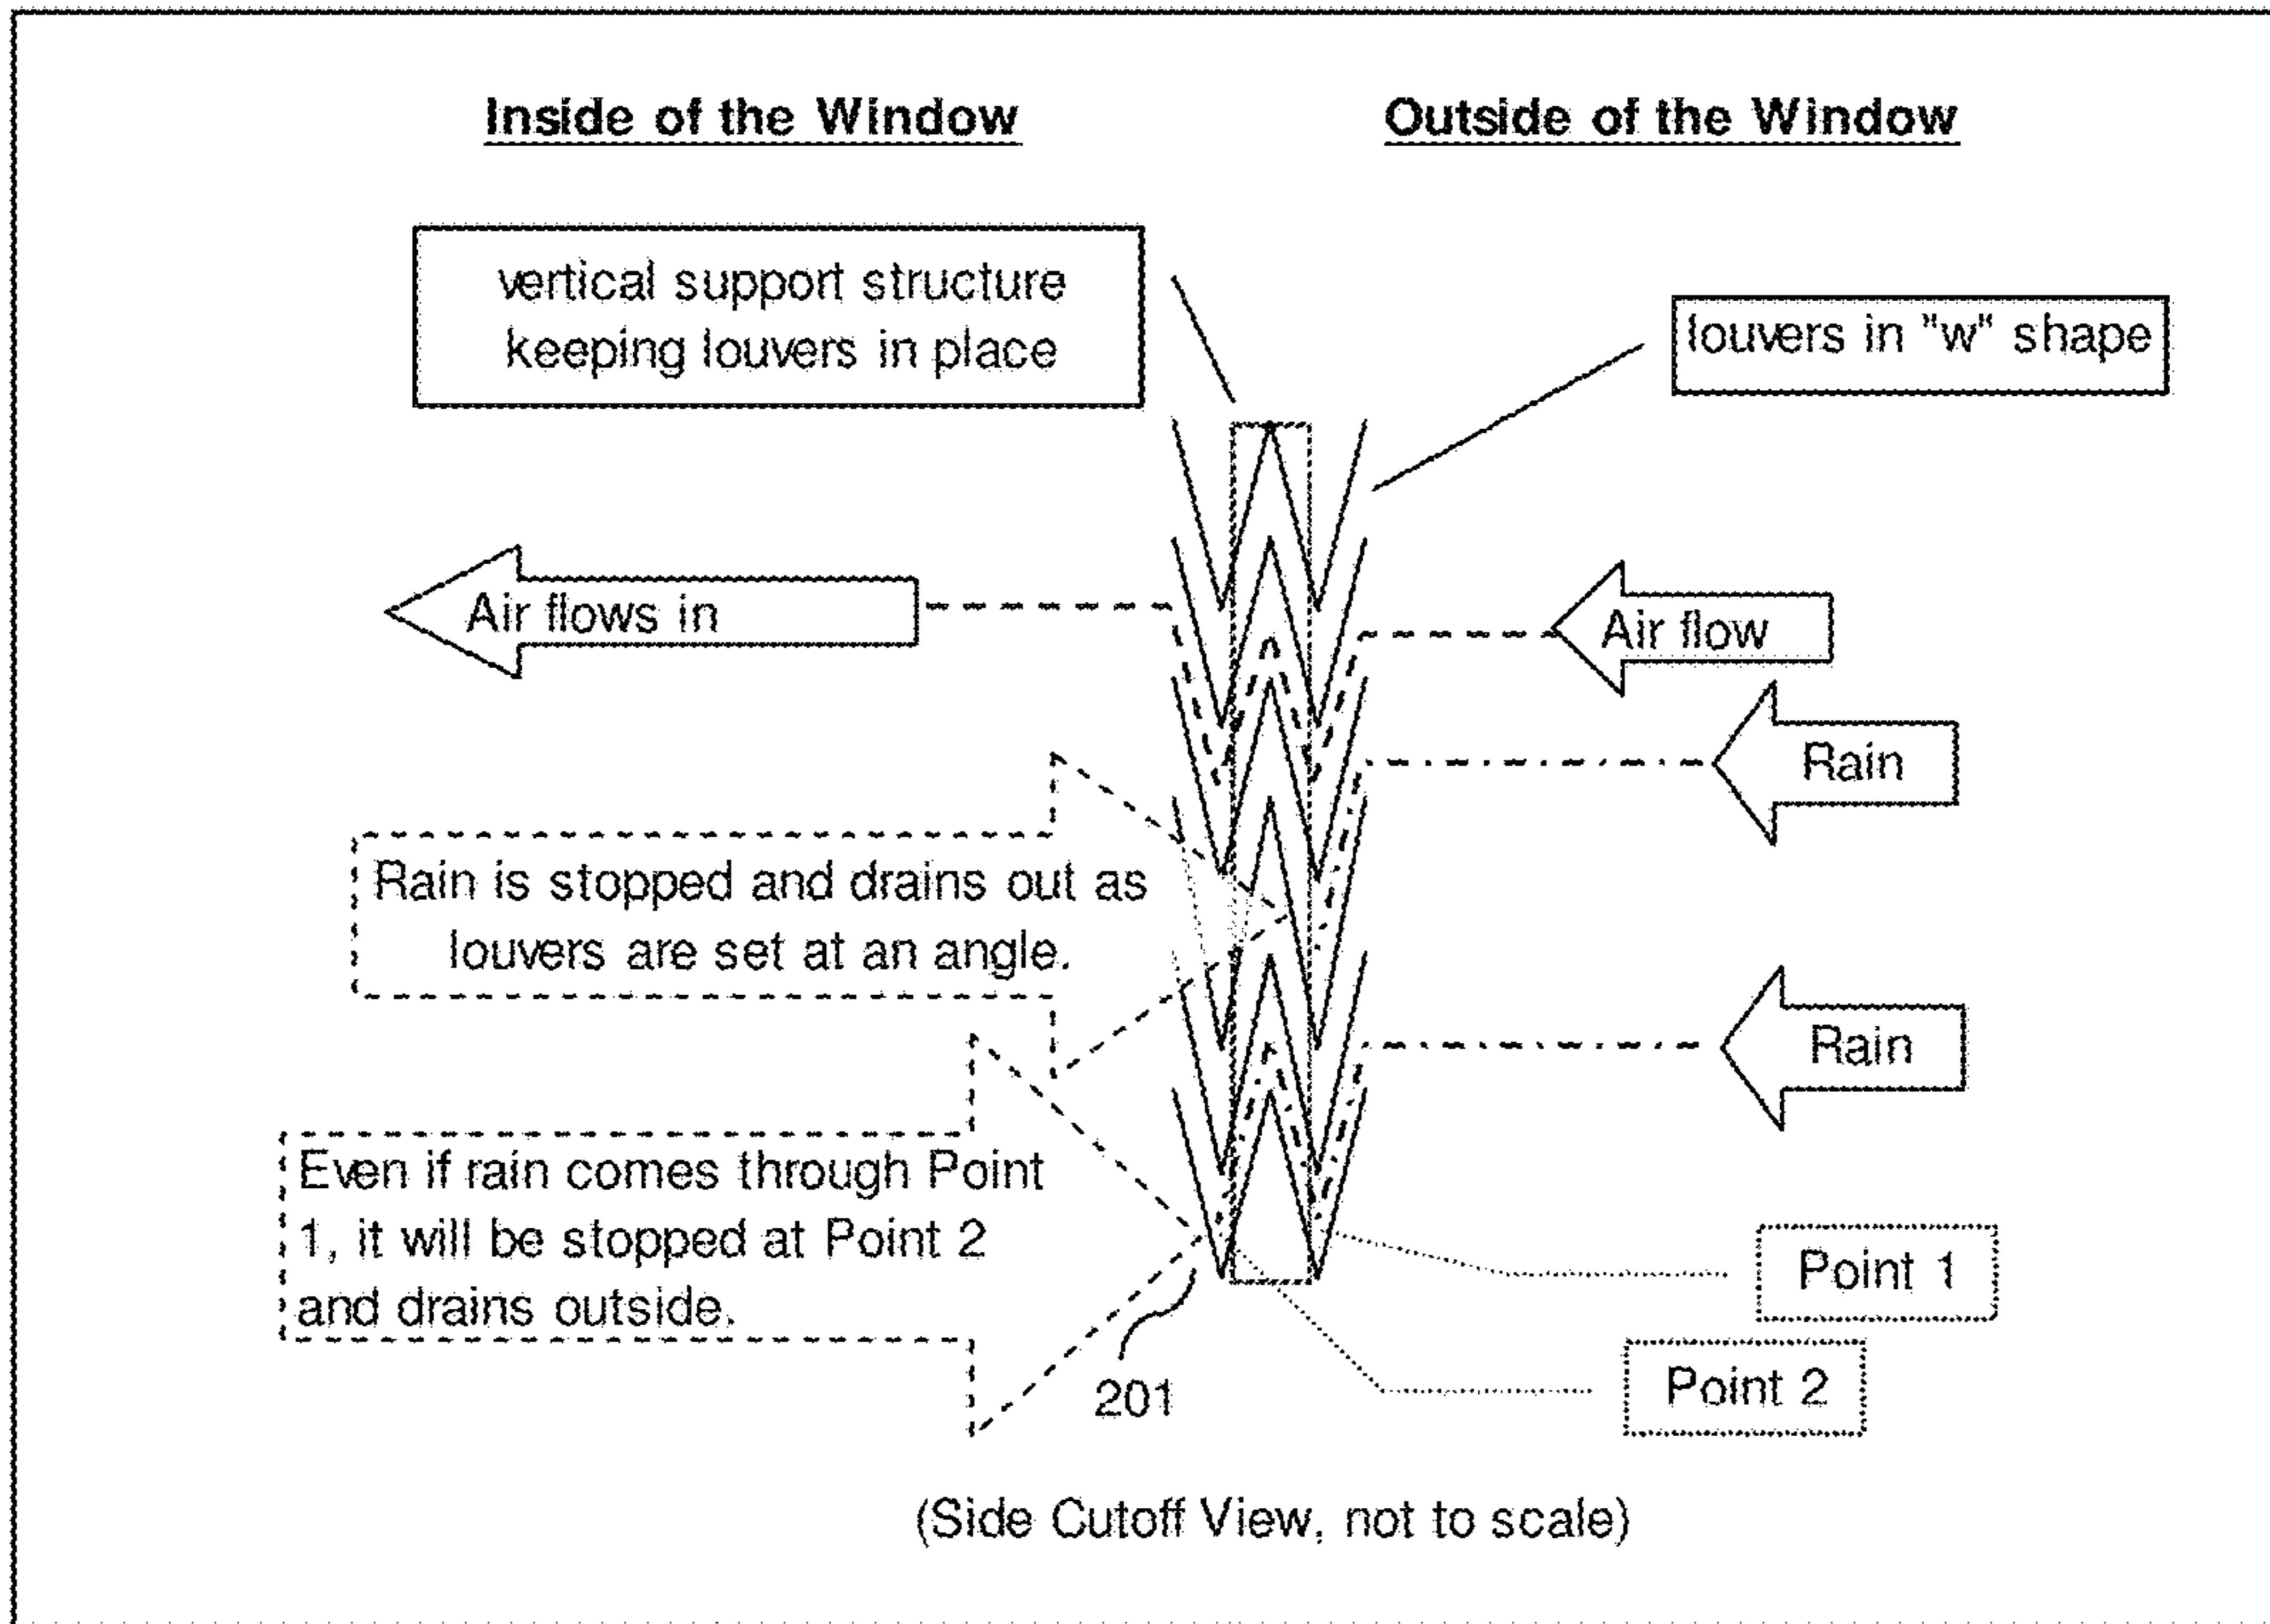 Inside of the Window
Outside of the Window
vertical support structure
keeping louvers in place
louvers in "w" shape
Air flows in
Air flow
Rain
Rain is stopped and drains out as
louvers are set at an angle.
Rain
Even if rain comes through Point
1, it will be stopped at Point 2
and drains outside.
Point 1
Point 2
201
(Side Cutoff View, not to scale)